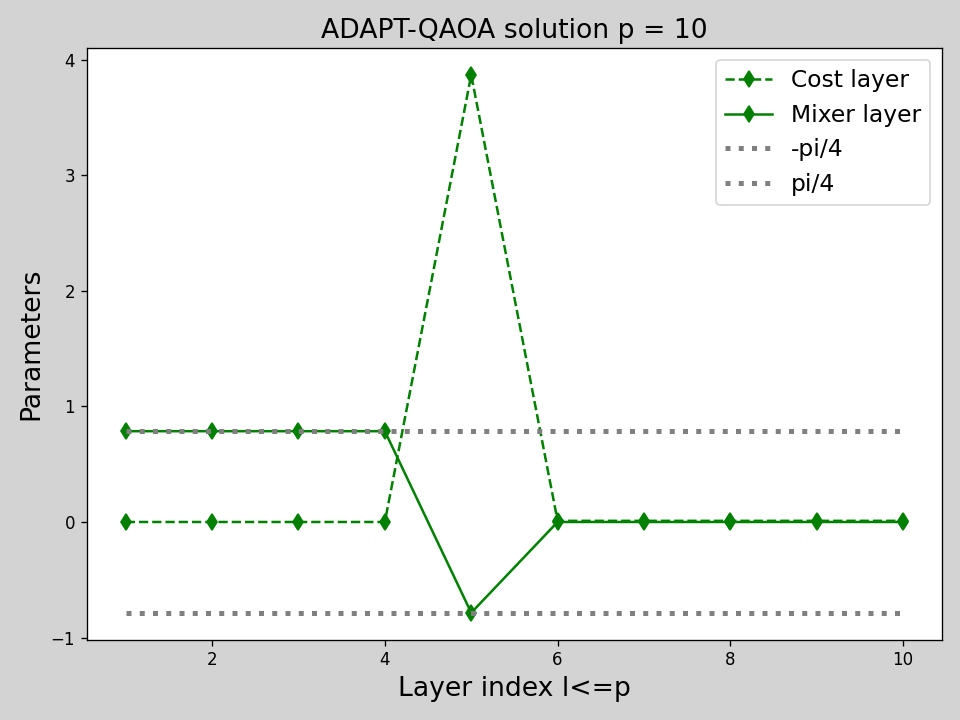 ADAPT-QAOA solution p = 10
Cost layer
Mixer layer
-pi/4
pi/4
Parameters
4
3
2
1
0
−1
2
4
6
8
10
Layer index l<=p